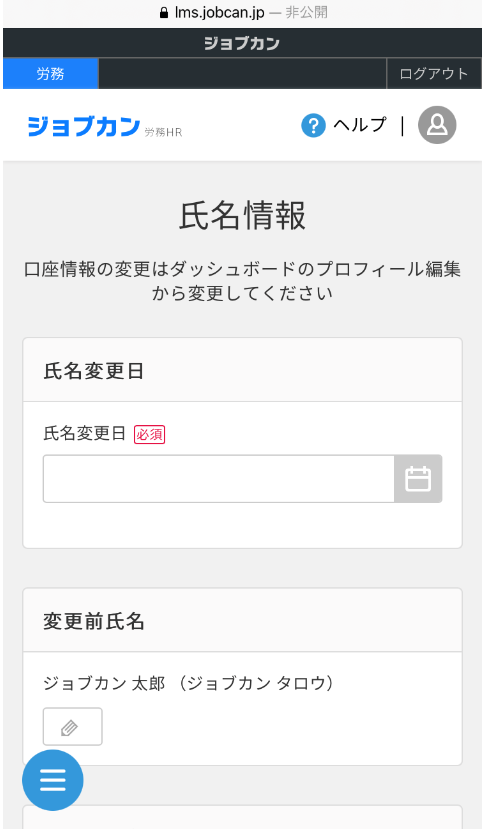 lms.jobcan.jp — 非公開
ジョブカン
労務
ログアウト
ジョブカン 労務HR
? ヘルプ |
氏名情報
口座情報の変更はダッシュボードのプロフィール編集
から変更してください
氏名変更日
氏名変更日 必須
変更前氏名
ジョブカン 太郎 （ジョブカン タロウ）